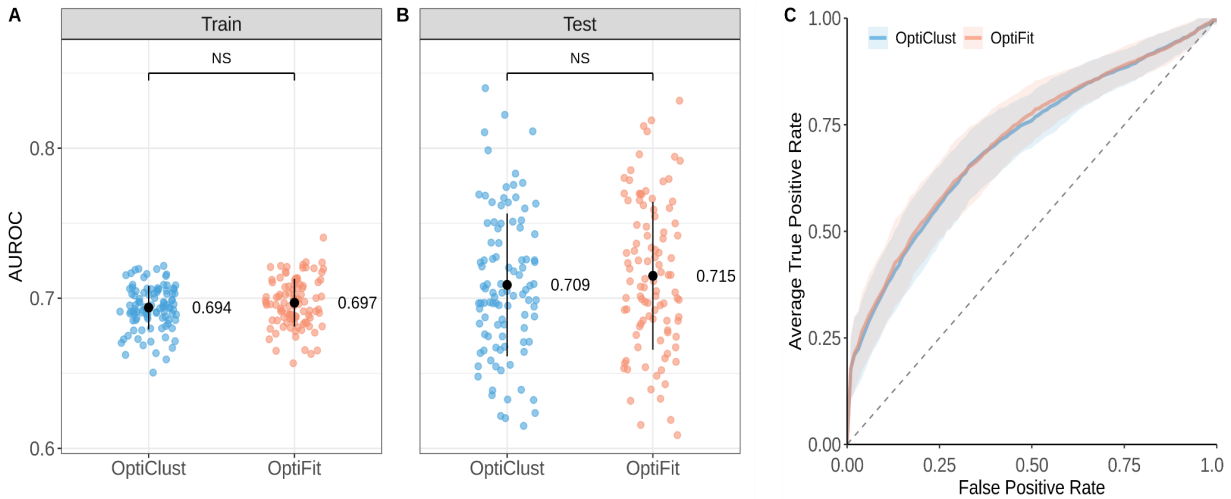 A
Train
NS
AUROC
0.8
0.7
0.6
0.694
0.697
OptiClust
OptiFit
B
Test
NS
0.709
0.715
OptiClust
OptiFit
C
OptiClust
OptiFit
Average True Positive Rate
1.00
0.75
0.50
0.25
0.00
0.00
0.25
0.50
0.75
1.0
False Positive Rate